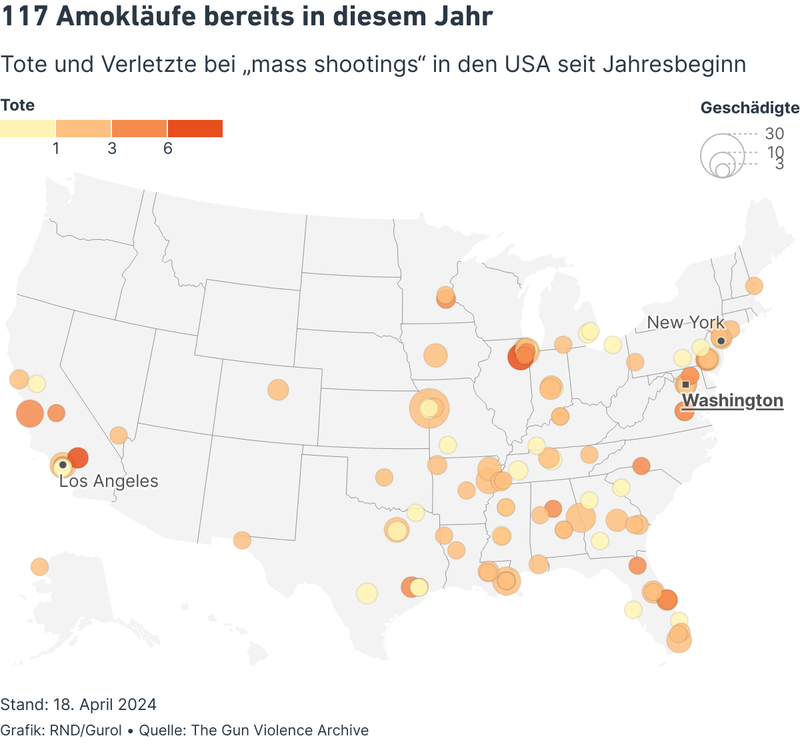 117 Amokläufe bereits in diesem Jahr
Tote und Verletzte bei „mass shootings“ in den USA seit Jahresbeginn
Tote
1 3 6
Geschädigte
30
10
3
New York
Washington
Los Angeles
Stand: 18. April 2024
Grafik: RND/Gurol • Quelle: The Gun Violence Archive